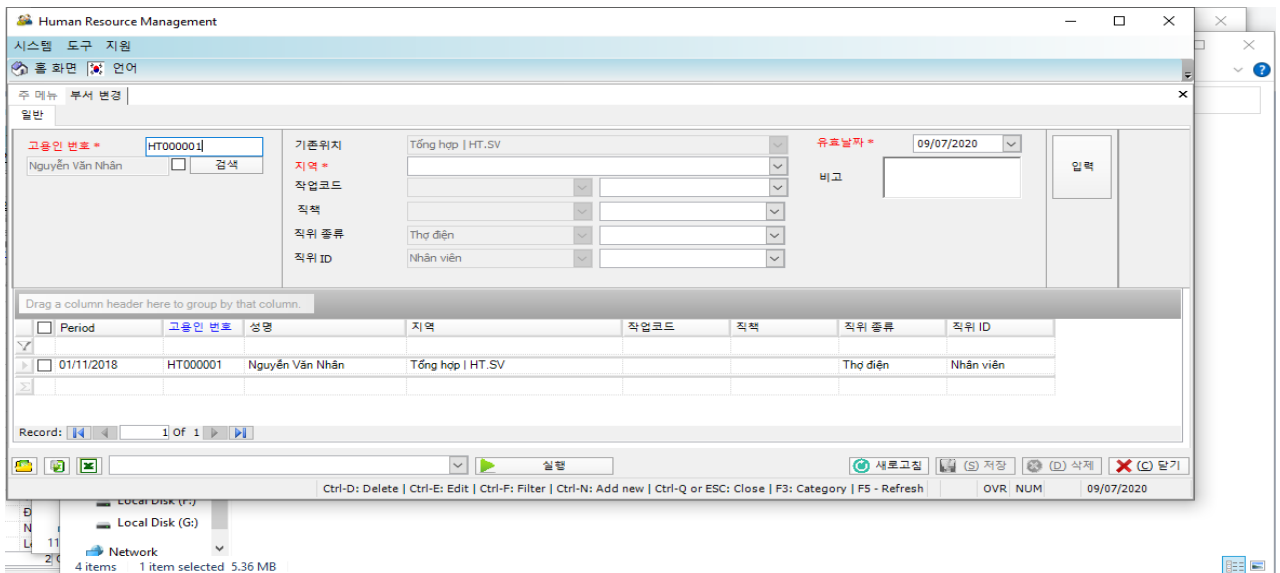 Human Resource Management
시스템 도구 지원
홈 화면 언어
주 메뉴 부서 변경
일반
고용인 번호 * HT000001 기존위치 Tổng hợp | HT.SV 유효날짜 * 09/07/2020
Nguyễn Văn Nhân 검색 지역 * 비고 입력
작업코드
직책
직위 종류 Thợ điện
직위 ID Nhân viên
Drag a column header here to group by that column.
Period 고용인 번호 성명 지역 작업코드 직책 직위 종류 직위 ID
01/11/2018 HT000001 Nguyễn Văn Nhân Tổng hợp | HT.SV Thợ điện Nhân viên
Record: 1 Of 1
실행 새로고침 (S) 저장 (D) 삭제 (C) 닫기
Ctrl-D: Delete | Ctrl-E: Edit | Ctrl-F: Filter | Ctrl-N: Add new | Ctrl-Q or ESC: Close | F3: Category | F5 - Refresh OVR NUM 09/07/2020
Local Disk (F:)
Local Disk (G:)
11
Network
4 items 1 item selected 5.36 MB